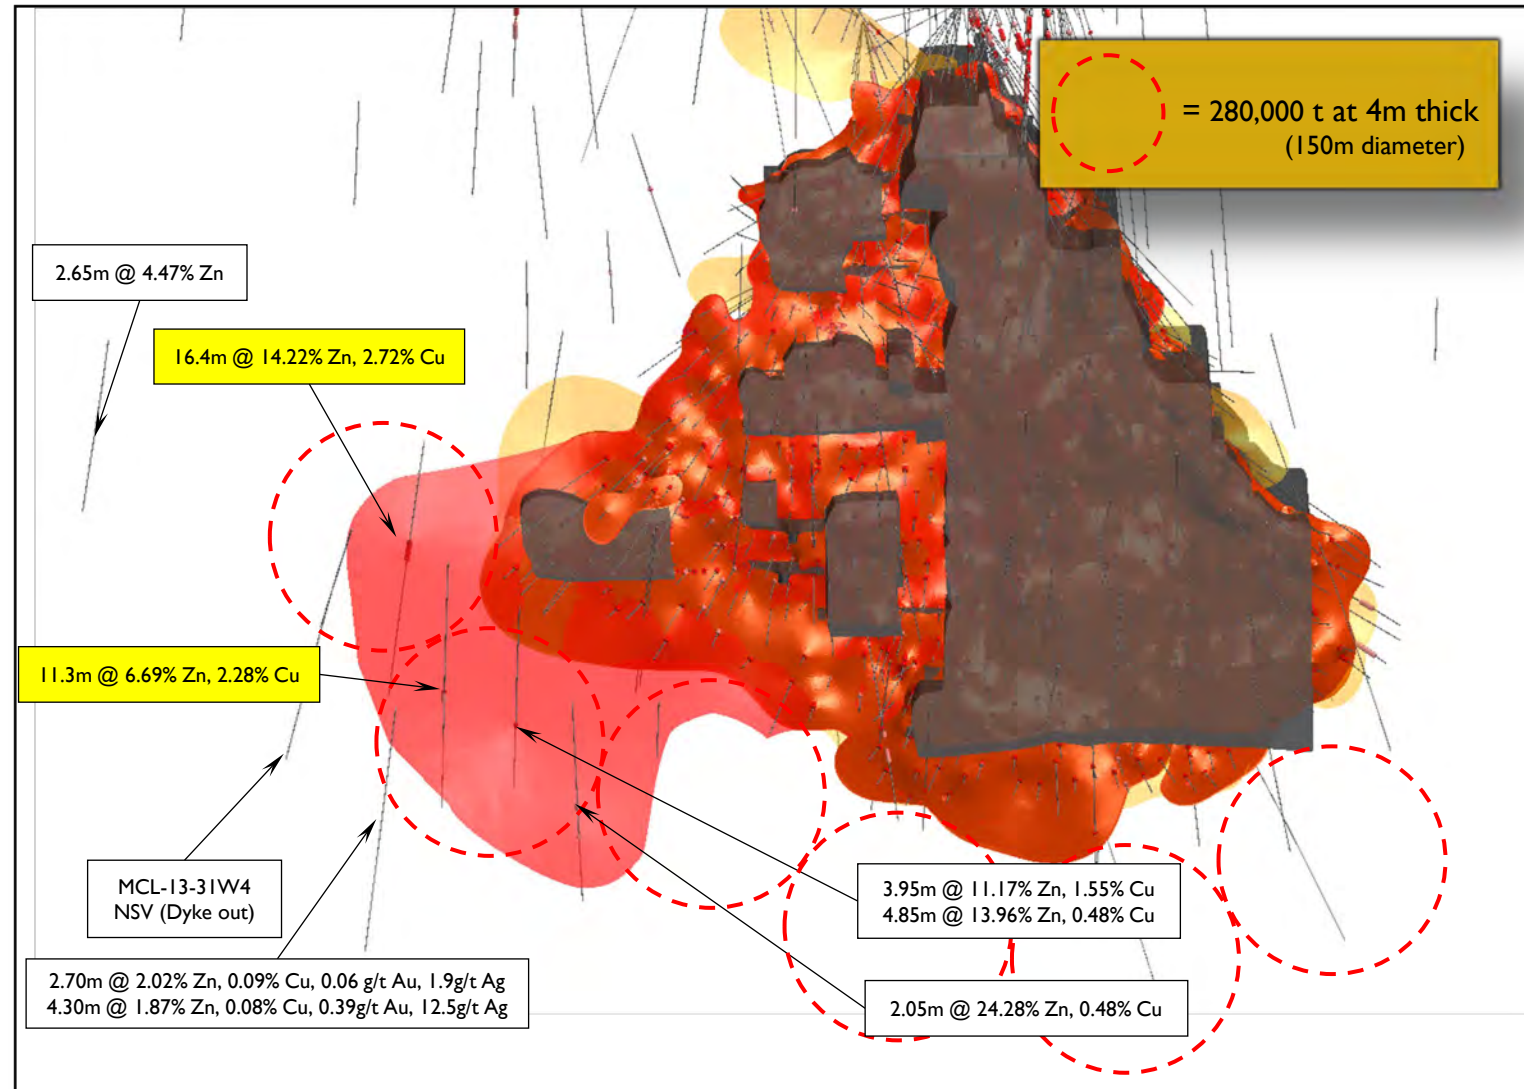 = 280,000 t at 4m thick
(150m diameter)
2.65m @ 4.47% Zn
16.4m @ 14.22% Zn, 2.72% Cu
11.3m @ 6.69% Zn, 2.28% Cu
MCL-13-31W4
NSV (Dyke out)
3.95m @ 11.17% Zn, 1.55% Cu
4.85m @ 13.96% Zn, 0.48% Cu
2.70m @ 2.02% Zn, 0.09% Cu, 0.06 g/t Au, 1.9g/t Ag
4.30m @ 1.87% Zn, 0.08% Cu, 0.39g/t Au, 12.5g/t Ag
2.05m @ 24.28% Zn, 0.48% Cu